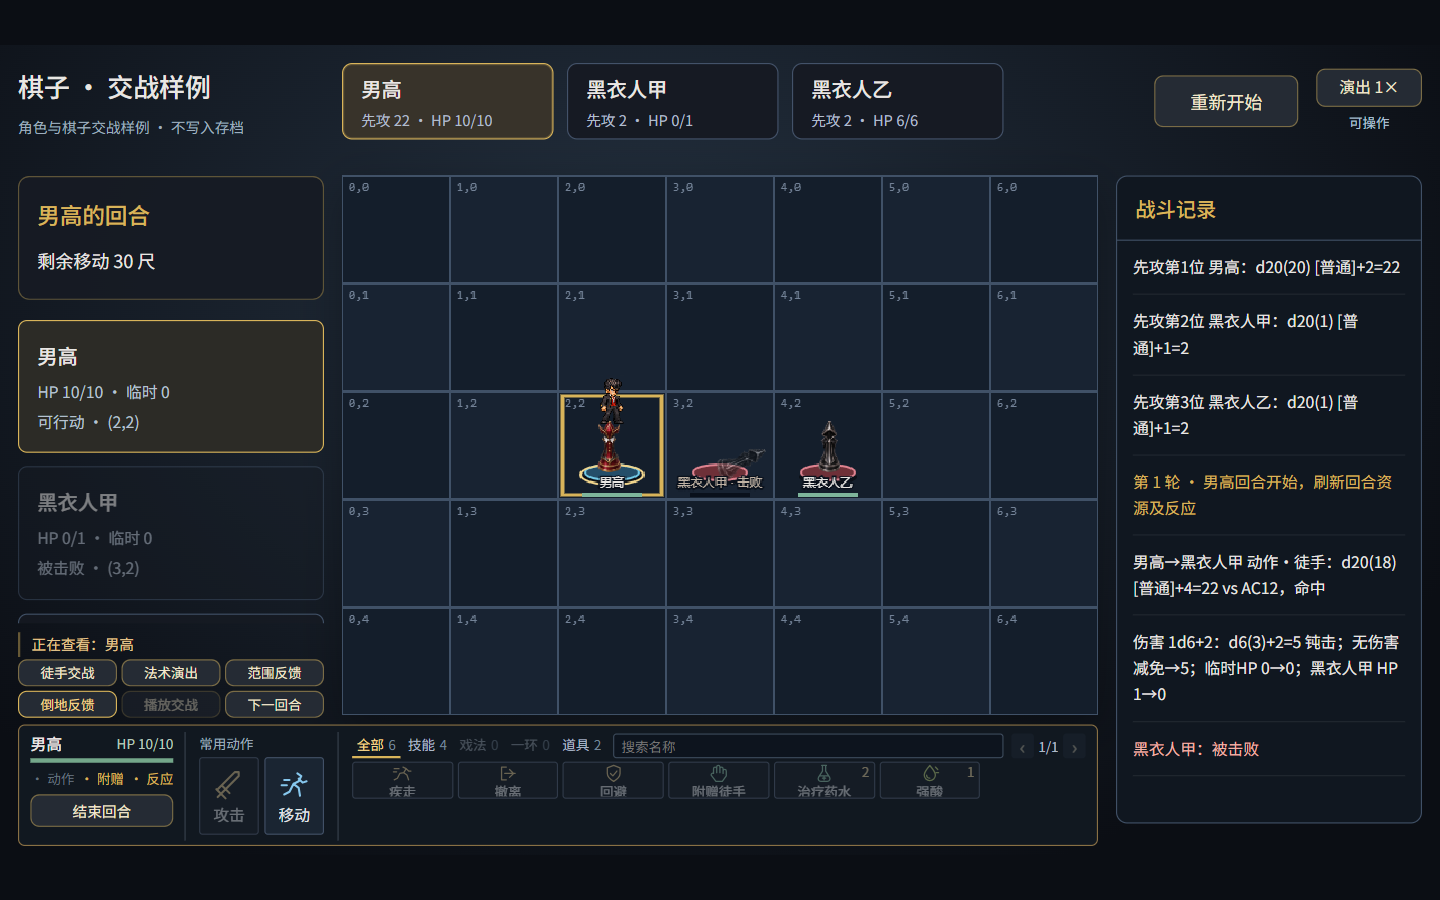 棋子 · 交战样例
角色与棋子交战样例 · 不写入存档
男高
先攻 22 · HP 10/10
黑衣人甲
先攻 2 · HP 0/1
黑衣人乙
先攻 2 · HP 6/6
重新开始
演出 1×
可操作
男高的回合
剩余移动 30 尺
男高
HP 10/10 · 临时 0
可行动 · (2,2)
黑衣人甲
HP 0/1 · 临时 0
被击败 · (3,2)
正在查看：男高
徒手交战
法术演出
范围反馈
倒地反馈
播放交战
下一回合
0,0
1,0
2,0
3,0
4,0
5,0
6,0
0,1
1,1
2,1
3,1
4,1
5,1
6,1
0,2
1,2
2,2
3,2
4,2
5,2
6,2
男高
黑衣人甲 · 击败
黑衣人乙
0,3
1,3
2,3
3,3
4,3
5,3
6,3
0,4
1,4
2,4
3,4
4,4
5,4
6,4
男高
HP 10/10
· 动作 · 附赠 · 反应
结束回合
常用动作
攻击
移动
全部 6
技能 4
戏法 0
一环 0
道具 2
搜索名称
‹ 1/1 ›
疾走
撤离
回避
附赠徒手
治疗药水
2
强酸
1
战斗记录
先攻第1位 男高：d20(20) [普通]+2=22
先攻第2位 黑衣人甲：d20(1) [普
通]+1=2
先攻第3位 黑衣人乙：d20(1) [普
通]+1=2
第 1 轮 · 男高回合开始，刷新回合资
源及反应
男高→黑衣人甲 动作·徒手：d20(18)
[普通]+4=22 vs AC12，命中
伤害 1d6+2：d6(3)+2=5 钝击；无伤害
减免→5；临时HP 0→0；黑衣人甲 HP
1→0
黑衣人甲：被击败